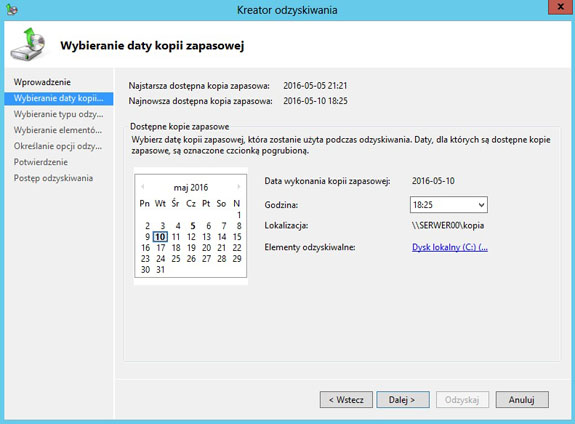 Kreator odzyskiwania
x
Wybieranie daty kopii zapasowej
Wprowadzenie
Wybieranie daty kopii...
Wybieranie typu odzy...
Wybieranie elementó...
Określanie opcji odzy...
Potwierdzenie
Postęp odzyskiwania
Najstarsza dostępna kopia zapasowa: 2016-05-05 21:21
Najnowsza dostępna kopia zapasowa: 2016-05-10 18:25
Dostępne kopie zapasowe
Wybierz datę kopii zapasowej, która zostanie użyta podczas odzyskiwania. Daty, dla których są dostępne kopie
zapasowe, są oznaczone czcionką pogrubioną.
maj 2016
Pn Wt Śr Cz Pt So N
1
2 3 4 5 6 7 8
9 10 11 12 13 14 15
16 17 18 19 20 21 22
23 24 25 26 27 28 29
30 31
Data wykonania kopii zapasowej: 2016-05-10
Godzina: 18:25
Lokalizacja: \\SERWER00\kopia
Elementy odzyskiwalne: Dysk lokalny (C:) (...
< Wstecz Dalej > Odzyskaj Anuluj